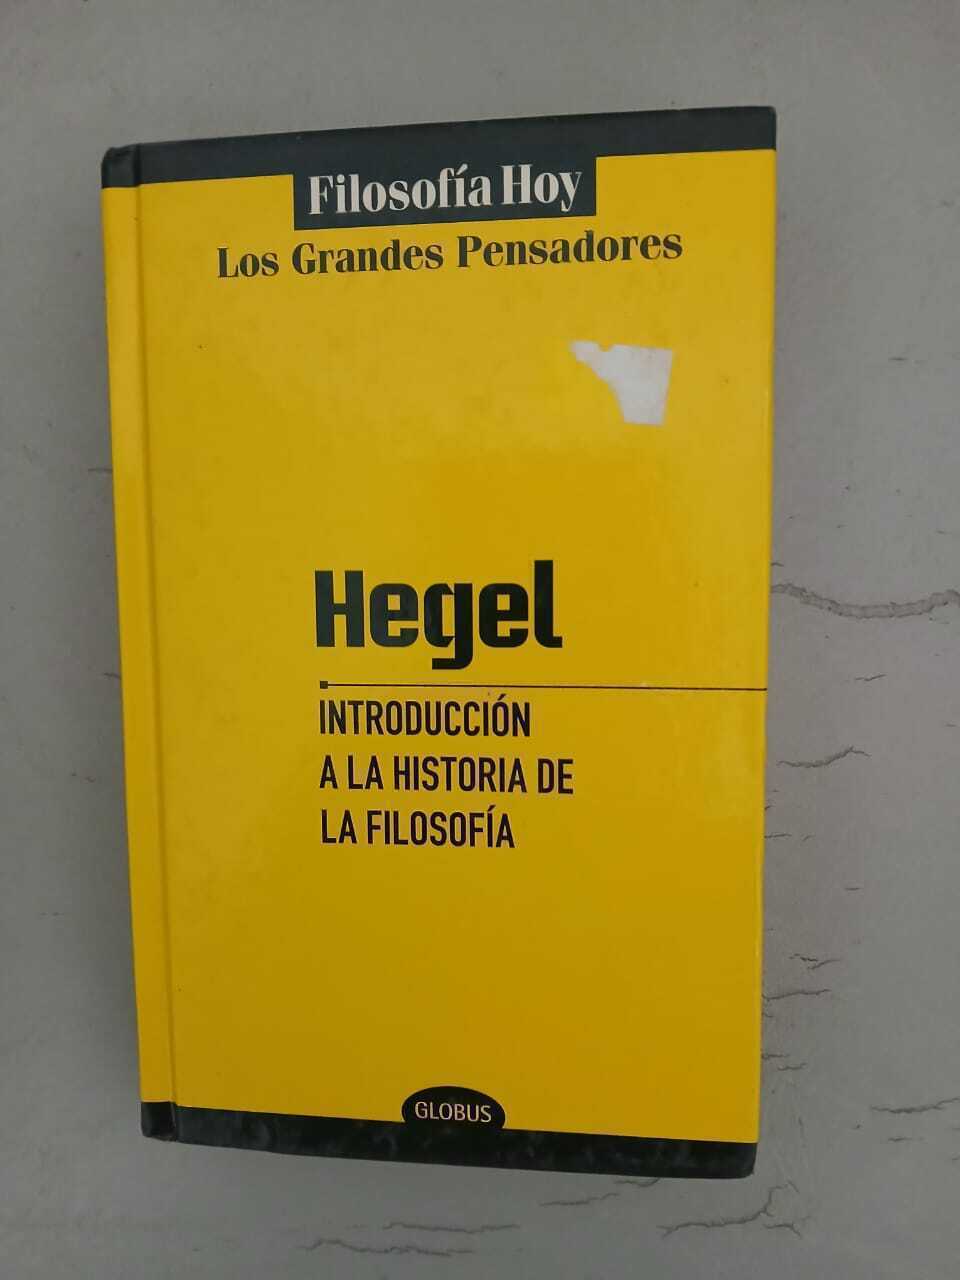 Filosofía Hoy
Los Grandes Pensadores
Hegel
INTRODUCCIÓN
A LA HISTORIA DE
LA FILOSOFÍA
GLOBUS